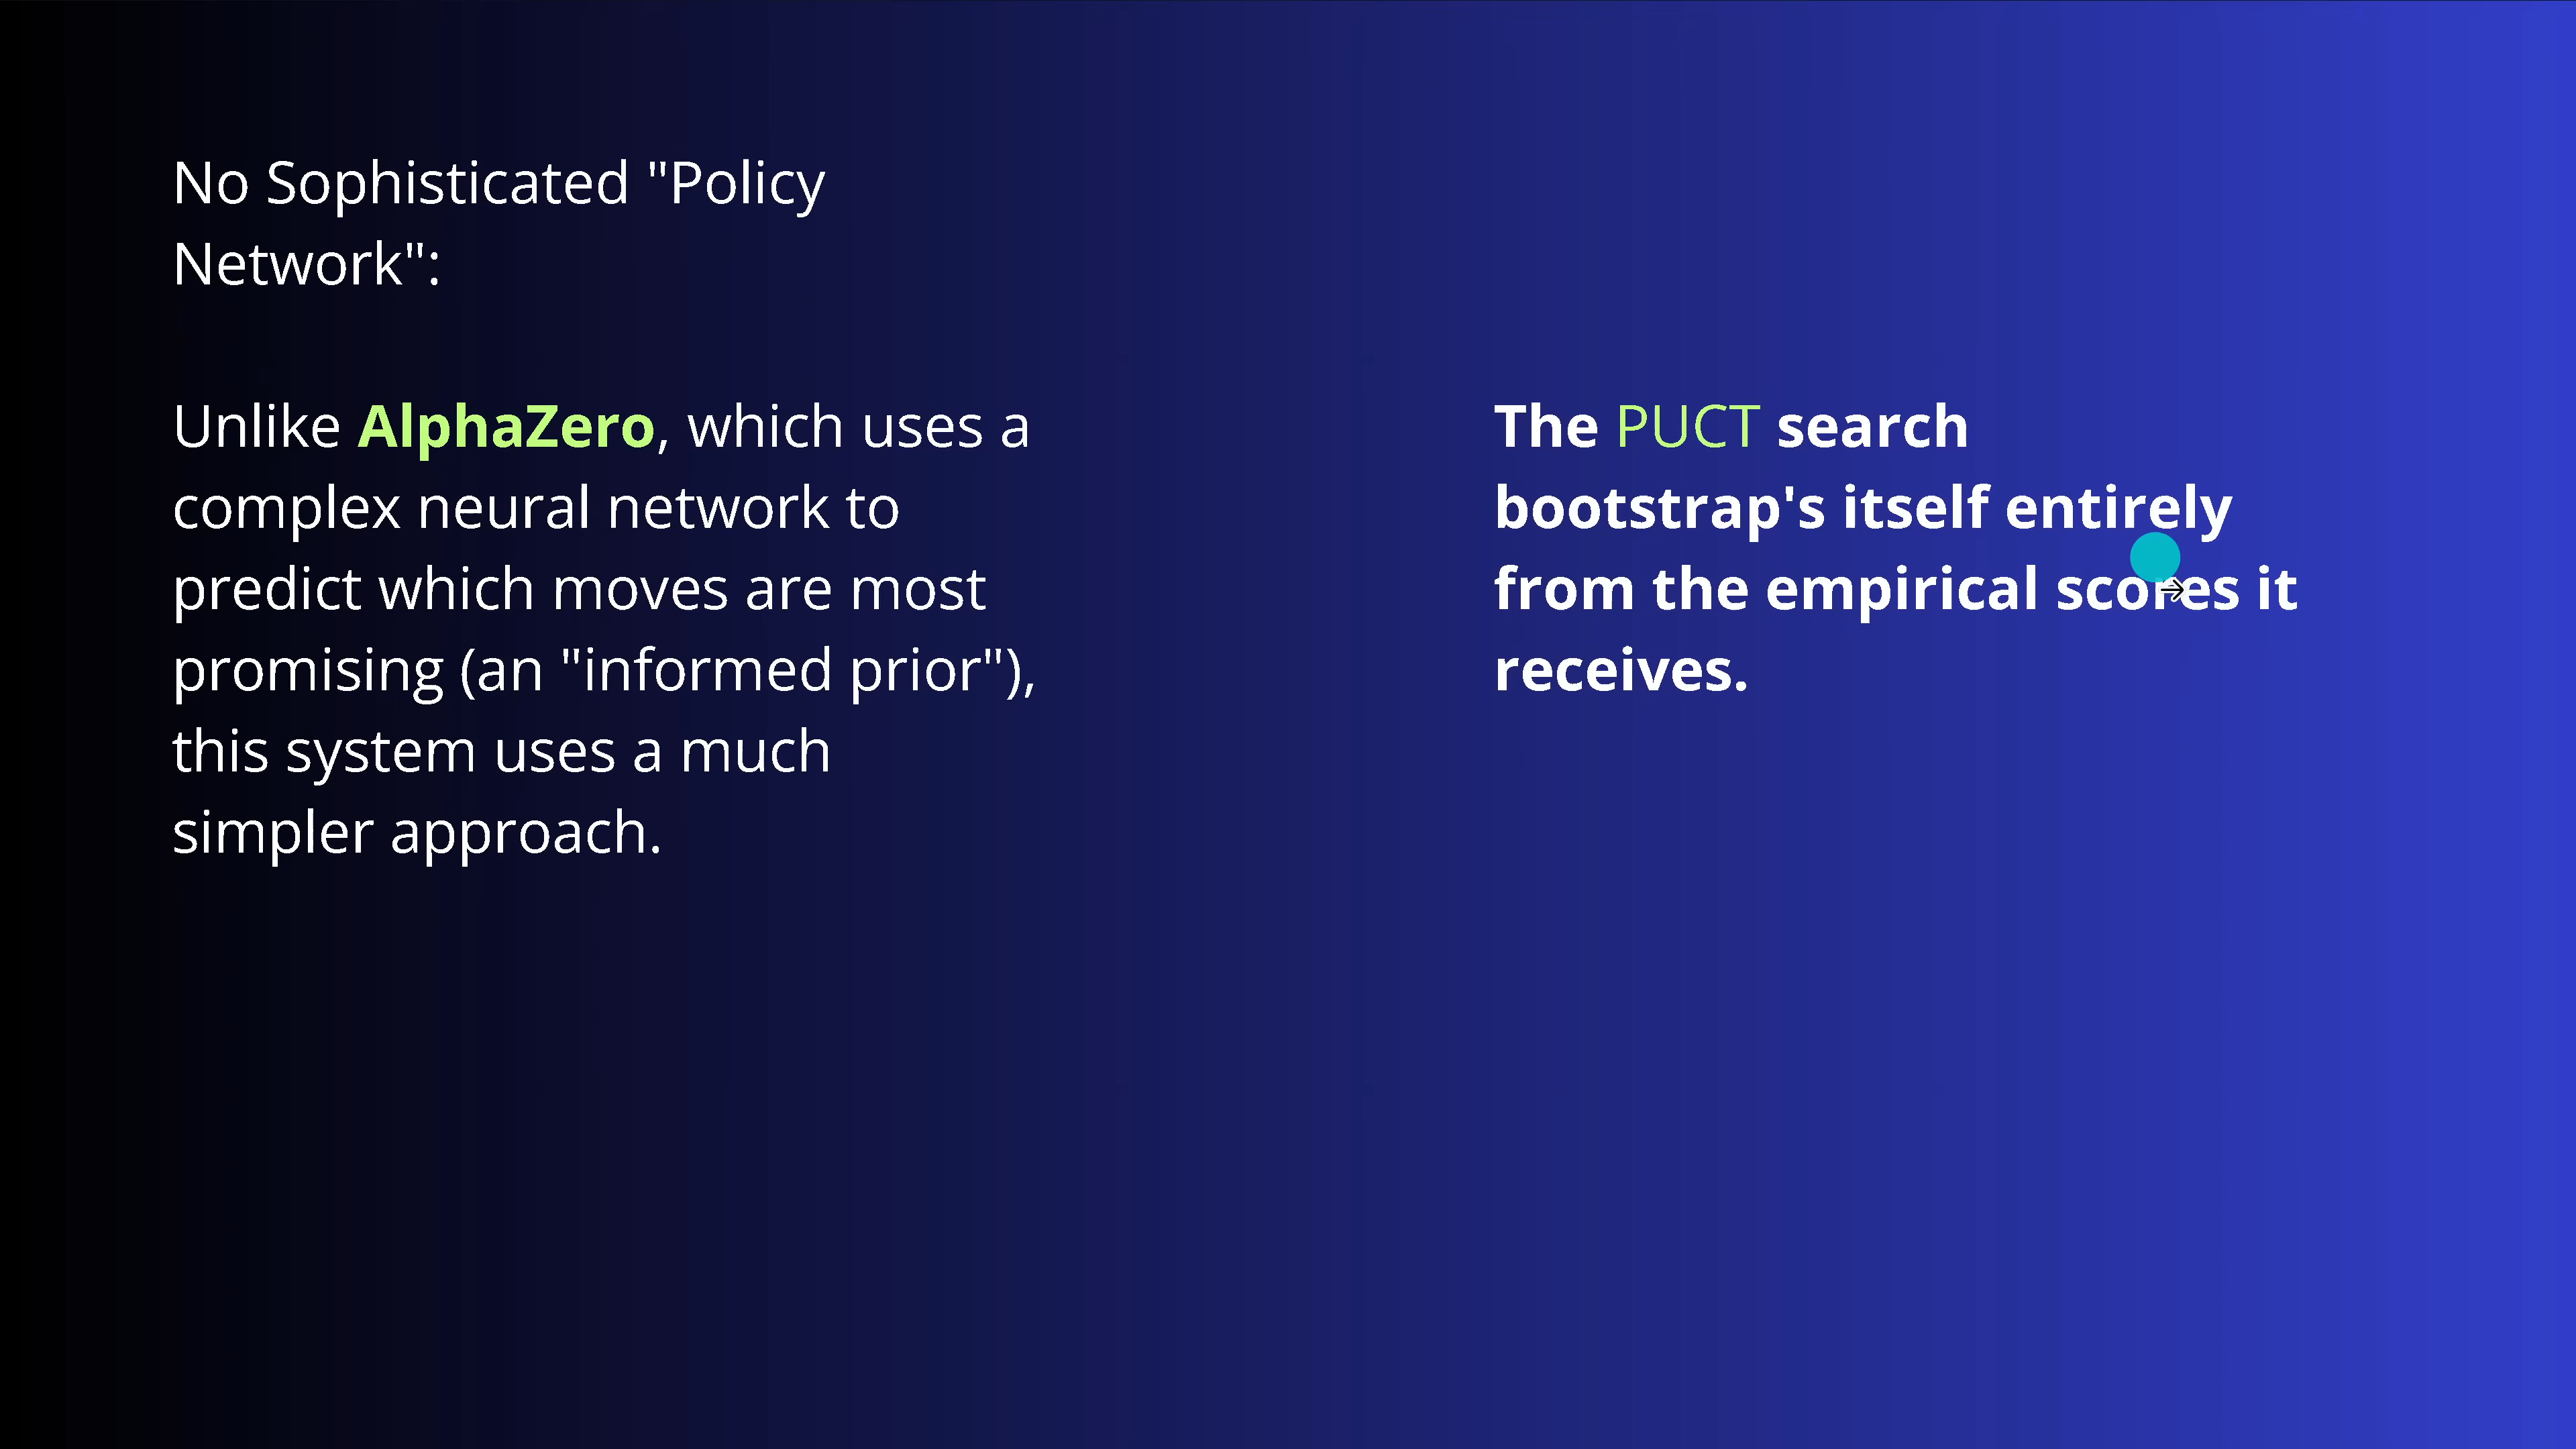 No Sophisticated "Policy
Network":
Unlike AlphaZero, which uses a
complex neural network to
predict which moves are most
promising (an "informed prior"),
this system uses a much
simpler approach.
The PUCT search
bootstrap's itself entirely
from the empirical scores it
receives.